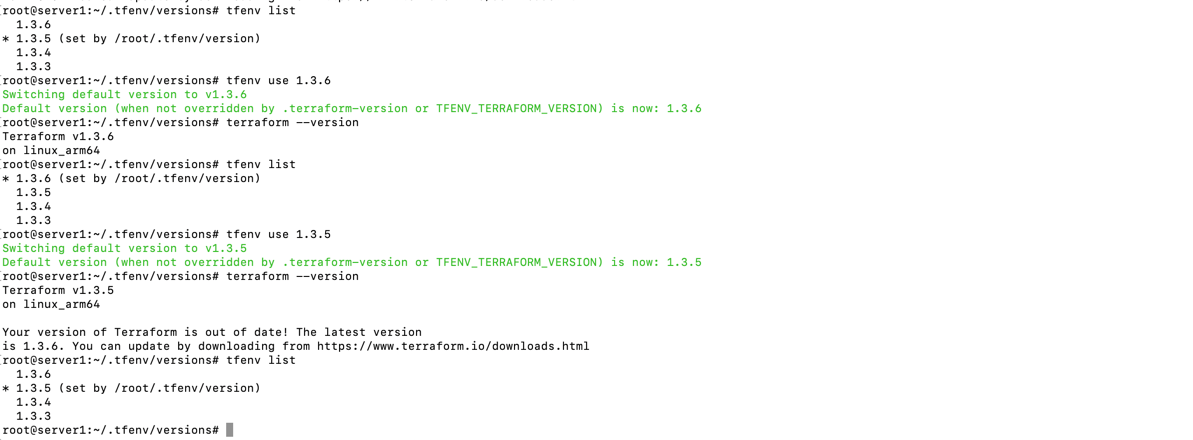 [root@server1:~/.tfenv/versions# tfenv list
  1.3.6
* 1.3.5 (set by /root/.tfenv/version)
  1.3.4
  1.3.3
[root@server1:~/.tfenv/versions# tfenv use 1.3.6
Switching default version to v1.3.6
Default version (when not overridden by .terraform-version or TFENV_TERRAFORM_VERSION) is now: 1.3.6
[root@server1:~/.tfenv/versions# terraform --version
Terraform v1.3.6
on linux_arm64
[root@server1:~/.tfenv/versions# tfenv list
* 1.3.6 (set by /root/.tfenv/version)
  1.3.5
  1.3.4
  1.3.3
[root@server1:~/.tfenv/versions# tfenv use 1.3.5
Switching default version to v1.3.5
Default version (when not overridden by .terraform-version or TFENV_TERRAFORM_VERSION) is now: 1.3.5
[root@server1:~/.tfenv/versions# terraform --version
Terraform v1.3.5
on linux_arm64
Your version of Terraform is out of date! The latest version
is 1.3.6. You can update by downloading from https://www.terraform.io/downloads.html
[root@server1:~/.tfenv/versions# tfenv list
  1.3.6
* 1.3.5 (set by /root/.tfenv/version)
  1.3.4
  1.3.3
root@server1:~/.tfenv/versions#